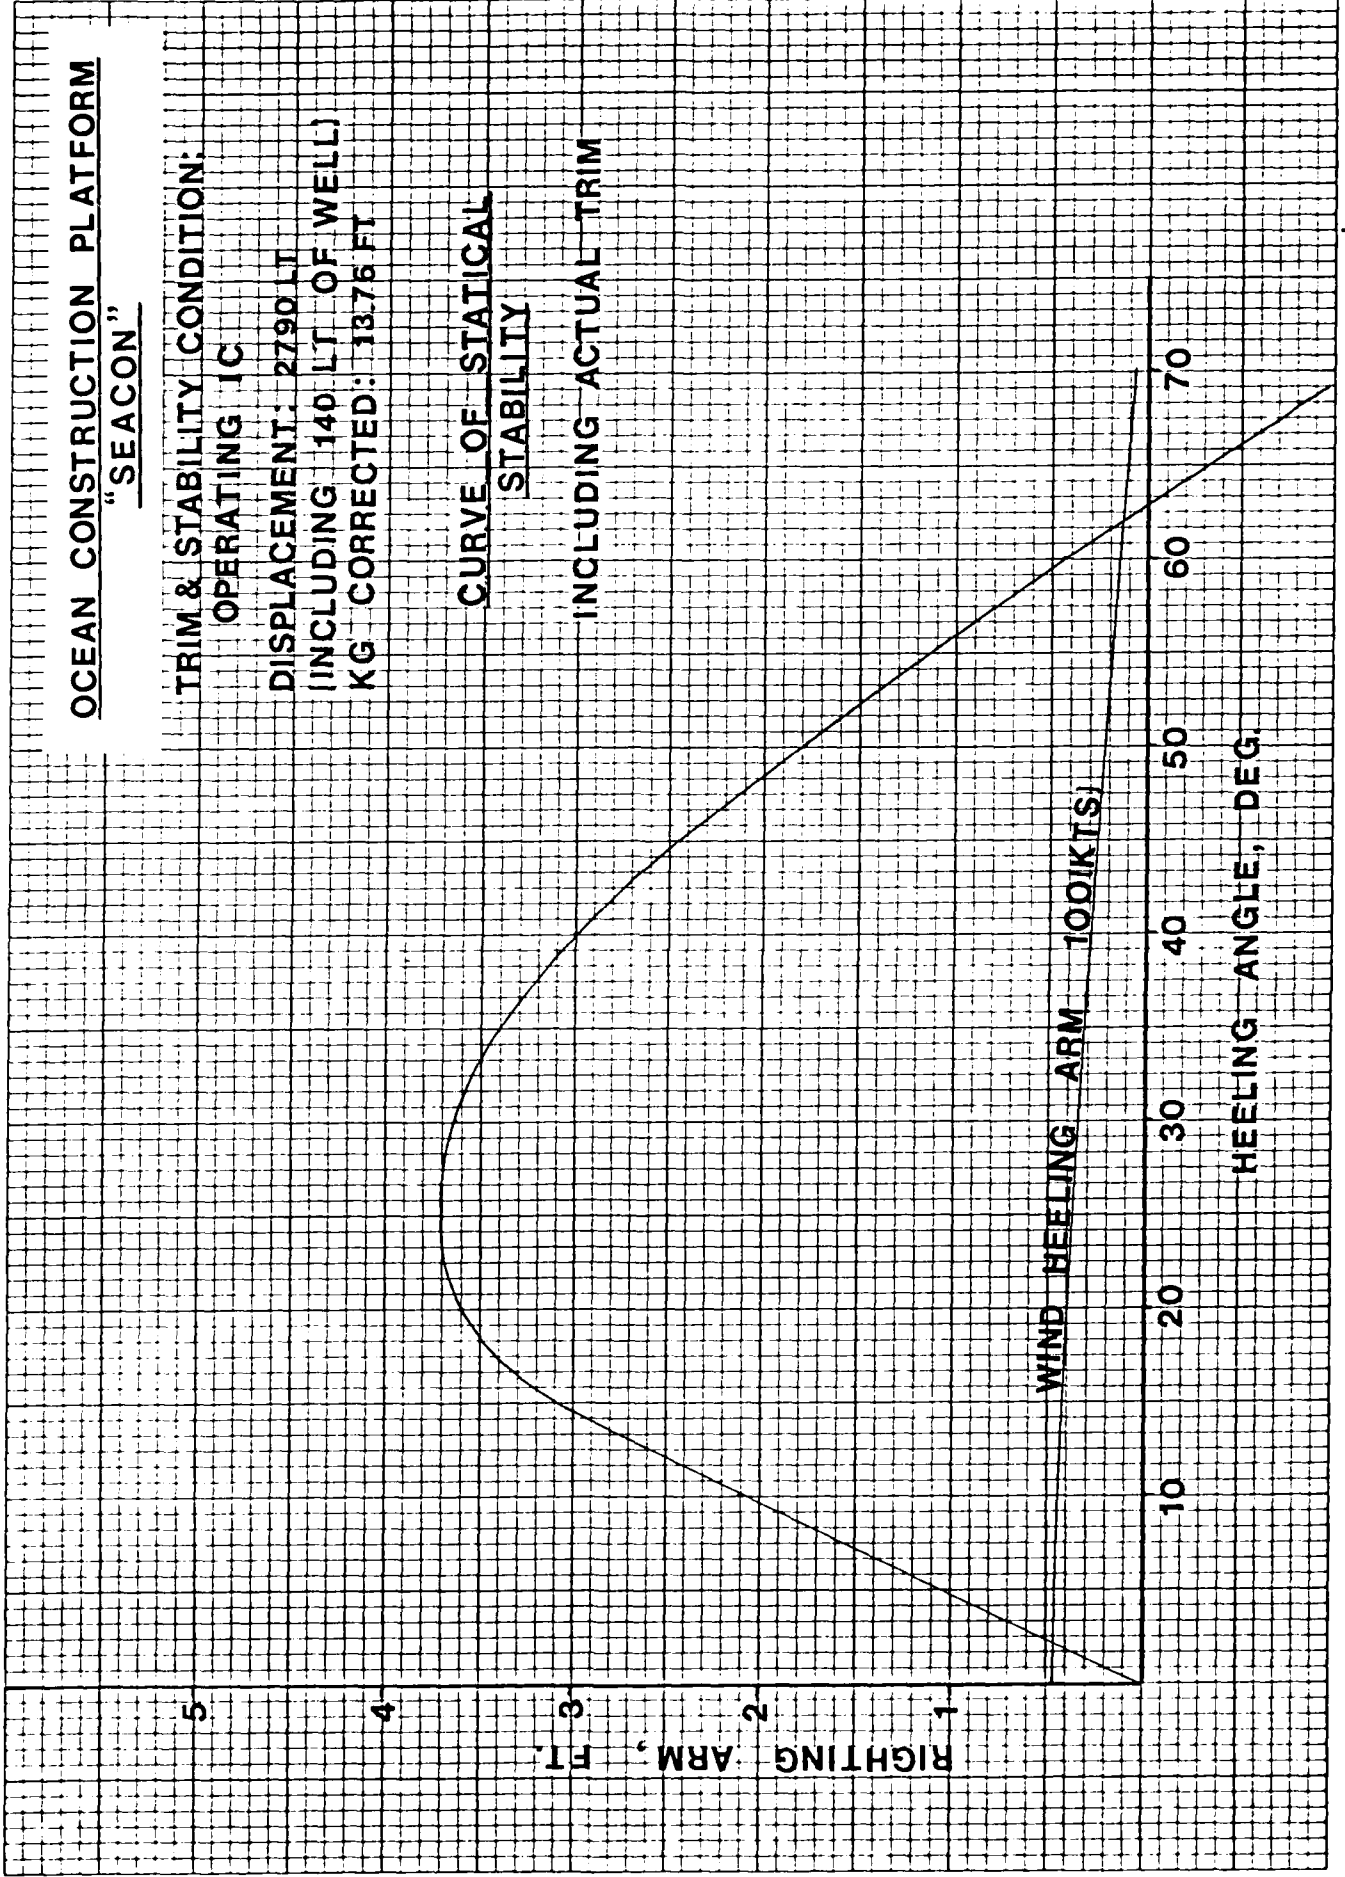 OCEAN CONSTRUCTION PLATFORM
"SEACON"
TRIM & STABILITY CONDITION:
OPERATING 1C
DISPLACEMENT: 2790 LT
(INCLUDING 140 LT OF WELL)
KG CORRECTED: 13.76 FT
CURVE OF STATICAL
STABILITY
INCLUDING ACTUAL TRIM
5
4
3
2
1
RIGHTING ARM, FT.
WIND HEELING ARM 100(KTS)
10 20 30 40 50 60 70
HEELING ANGLE, DEG.